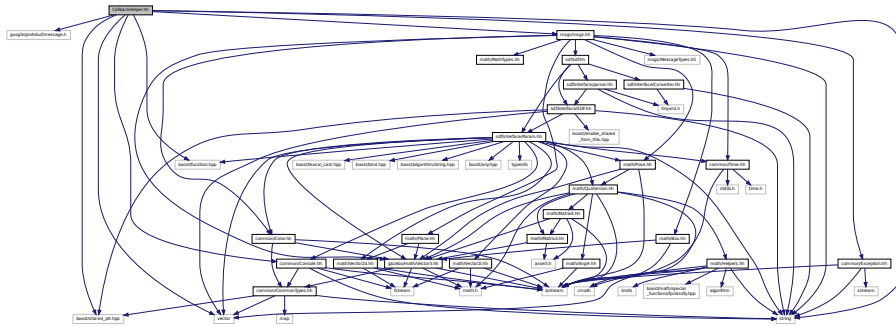 CallbackHelper.hh
google/protobuf/message.h
msgs/msgs.hh
math/MathTypes.hh
sdf/sdf.hh
msgs/MessageTypes.hh
sdf/interface/parser.hh
sdf/interface/Converter.hh
sdf/interface/SDF.hh
tinyxml.h
boost/enable_shared
_from_this.hpp
sdf/interface/Param.hh
boost/function.hpp
boost/lexical_cast.hpp
boost/bind.hpp
boost/algorithm/string.hpp
boost/any.hpp
typeinfo
math/Pose.hh
common/Time.hh
math/Quaternion.hh
stdlib.h
time.h
math/Matrix4.hh
common/Color.hh
math/Plane.hh
math/Matrix3.hh
math/Box.hh
common/Console.hh
math/Vector2d.hh
gazebo/math/Vector3.hh
math/Vector2i.hh
assert.h
math/Angle.hh
math/Helpers.hh
common/Exception.hh
common/CommonTypes.hh
fstream
math.h
iostream
cmath
limits
boost/math/special
_functions/fpclassify.hpp
algorithm
sstream
boost/shared_ptr.hpp
vector
map
string